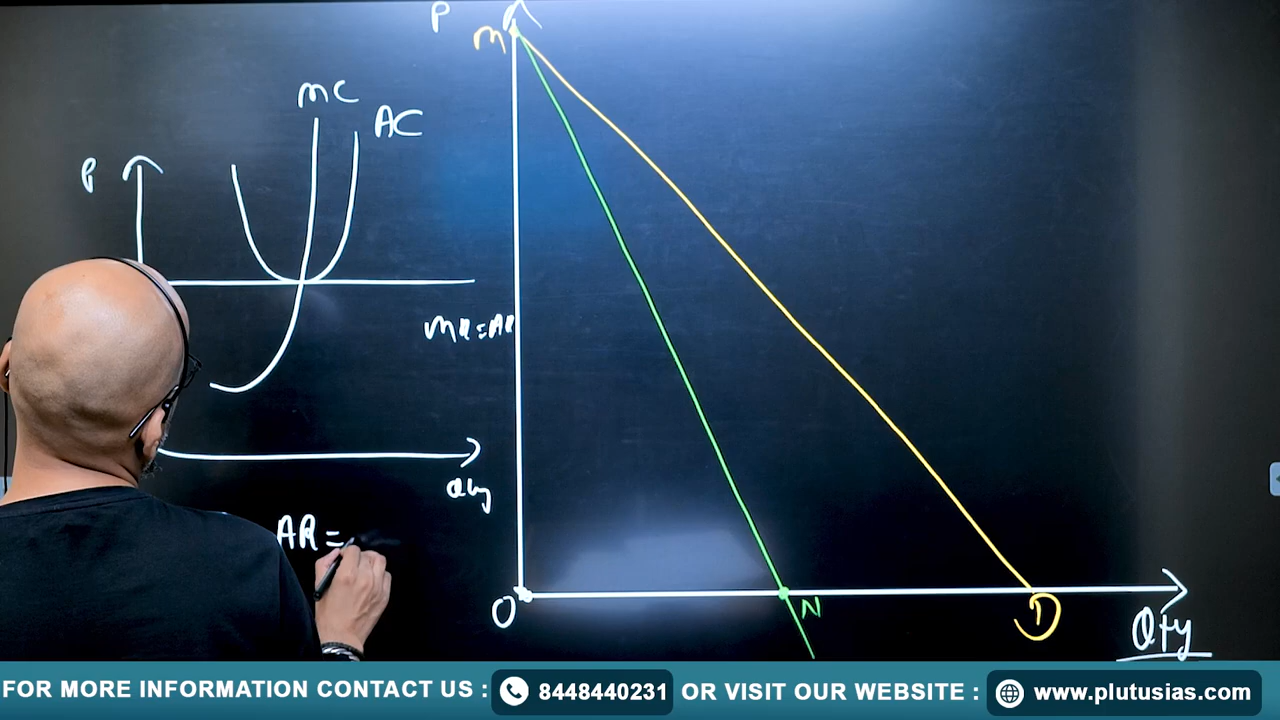 P
M
MC
AC
P
MR=AR
Qty
AR =
O
N
D
Qty
FOR MORE INFORMATION CONTACT US : 8448440231 OR VISIT OUR WEBSITE : www.plutusias.com